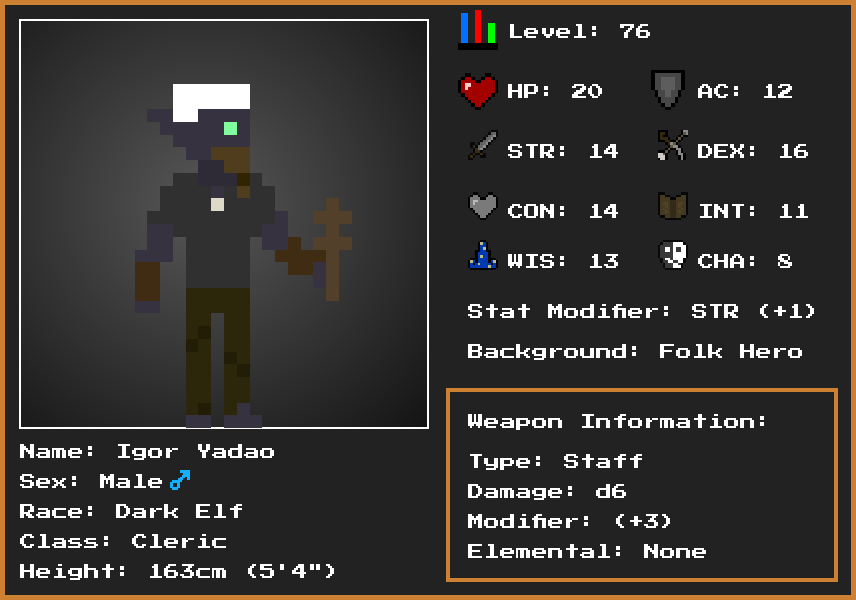 Level: 76
HP: 20 AC: 12
STR: 14 DEX: 16
CON: 14 INT: 11
WIS: 13 CHA: 8
Stat Modifier: STR (+1)
Background: Folk Hero
Weapon Information:
Type: Staff
Damage: d6
Modifier: (+3)
Elemental: None
Name: Igor Yadao
Sex: Male ♂
Race: Dark Elf
Class: Cleric
Height: 163cm (5'4")